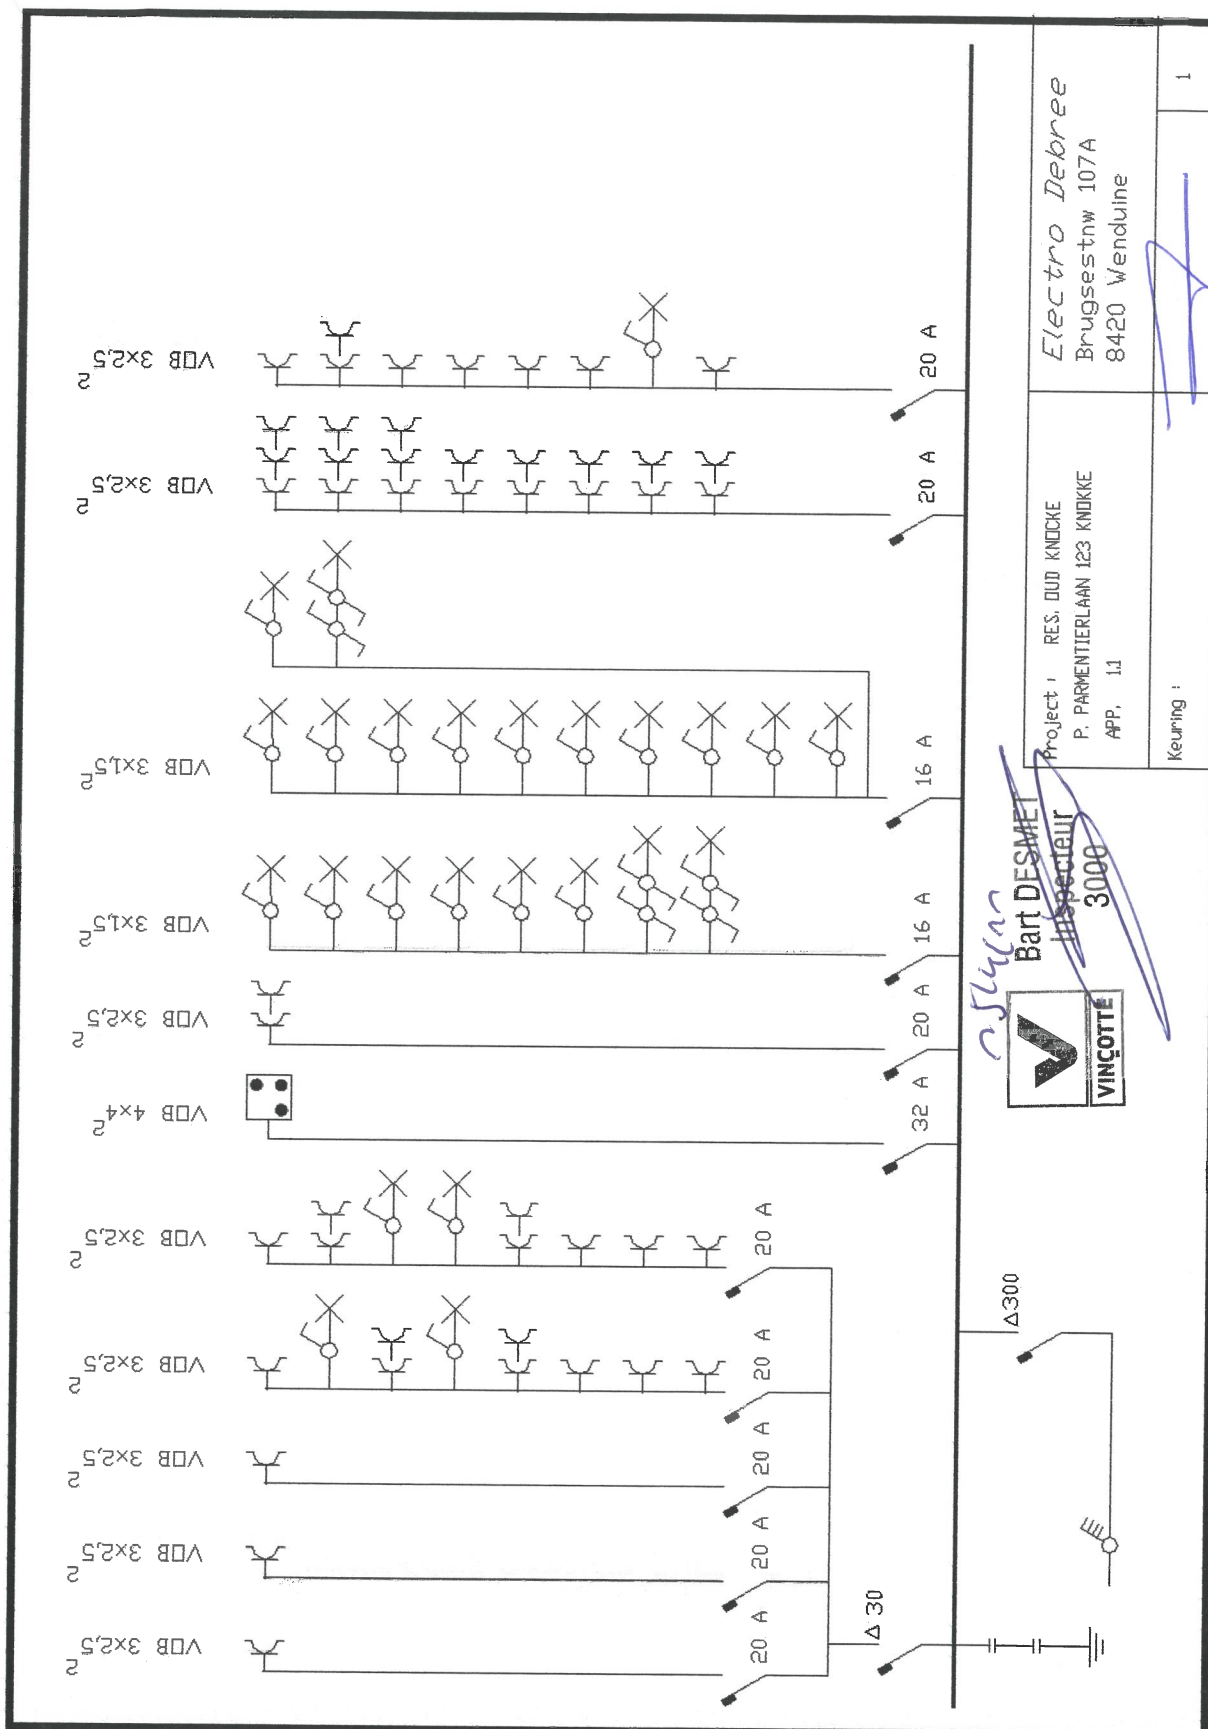 VOB 3x2,5²
VOB 3x2,5²
VOB 3x2,5²
VOB 3x2,5²
VOB 3x2,5²
VOB 4x4²
VOB 3x2,5²
VOB 3x1,5²
VOB 3x1,5²
VOB 3x2,5²
VOB 3x2,5²
20 A
20 A
20 A
20 A
20 A
32 A
20 A
16 A
16 A
20 A
20 A
Δ 30
Δ300
VINÇOTTE
Bart DESMET
Inspecteur
3000
Project : RES. OUD KNOCKE
P. PARMENTIERLAAN 123 KNOKKE
APP. 1.1
Electro Debree
Brugsestnw 107A
8420 Wenduine
Keuring :
1